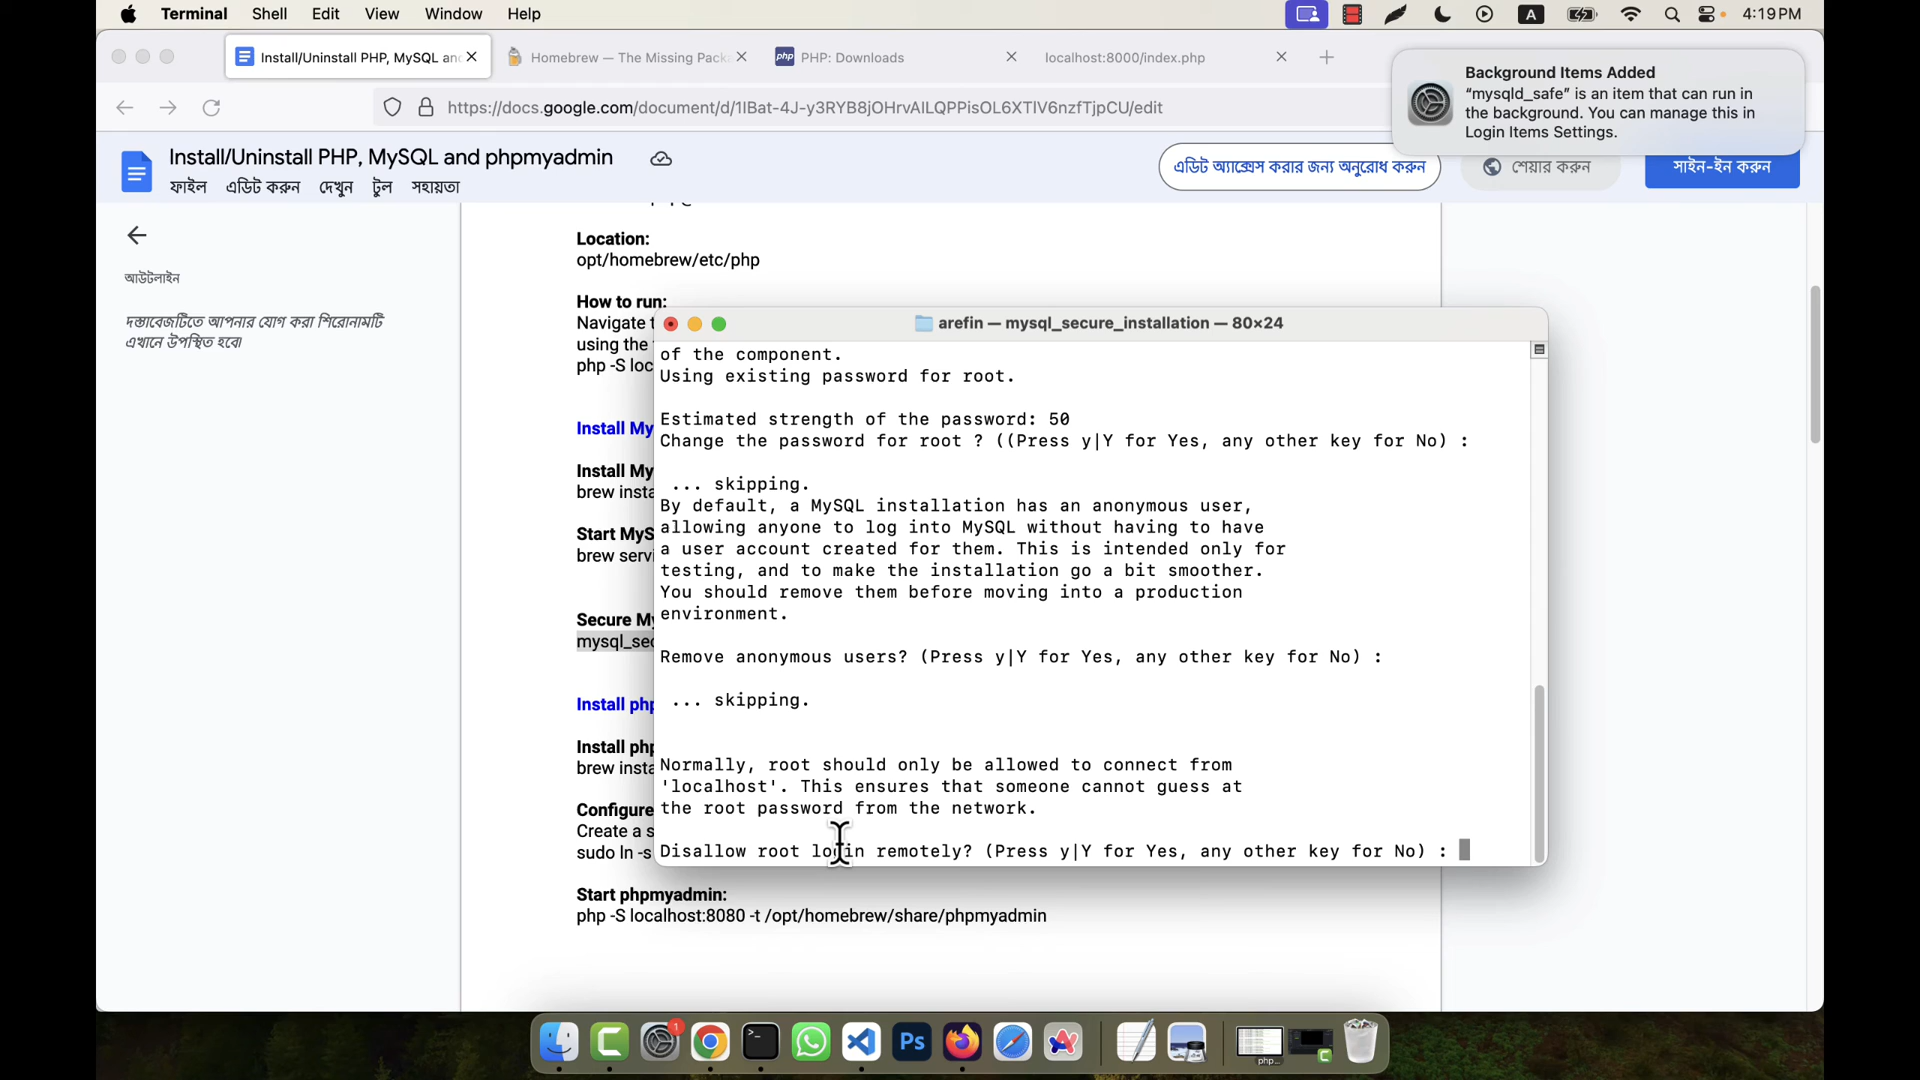 Terminal Shell Edit View Window Help
A
4:19 PM
Install/Uninstall PHP, MySQL an
Homebrew — The Missing Packa
php PHP: Downloads
localhost:8000/index.php
https://docs.google.com/document/d/1IBat-4J-y3RYB8jOHrvAILQPPisOL6XTIV6nzfTjpCU/edit
Background Items Added
“mysqld_safe” is an item that can run in
the background. You can manage this in
Login Items Settings.
Install/Uninstall PHP, MySQL and phpmyadmin
ফাইল এডিট করুন দেখুন টুল সহায়তা
এডিট অ্যাক্সেস করার জন্য অনুরোধ করুন
শেয়ার করুন
সাইন-ইন করুন
আউটলাইন
দস্তাবেজটিতে আপনার যোগ করা শিরোনামটি
এখানে উপস্থিত হবে৷
Location:
opt/homebrew/etc/php
How to run:
Navigate t
using the
php -S loc
Install My
Install My
brew insta
Start MyS
brew servi
Secure My
mysql_sec
Install php
Install php
brew insta
Configure
Create a s
sudo ln -s
Start phpmyadmin:
php -S localhost:8080 -t /opt/homebrew/share/phpmyadmin
arefin — mysql_secure_installation — 80×24
of the component.
Using existing password for root.
Estimated strength of the password: 50
Change the password for root ? ((Press y|Y for Yes, any other key for No) :
... skipping.
By default, a MySQL installation has an anonymous user,
allowing anyone to log into MySQL without having to have
a user account created for them. This is intended only for
testing, and to make the installation go a bit smoother.
You should remove them before moving into a production
environment.
Remove anonymous users? (Press y|Y for Yes, any other key for No) :
... skipping.
Normally, root should only be allowed to connect from
'localhost'. This ensures that someone cannot guess at
the root password from the network.
Disallow root login remotely? (Press y|Y for Yes, any other key for No) :
1
Ps
php...